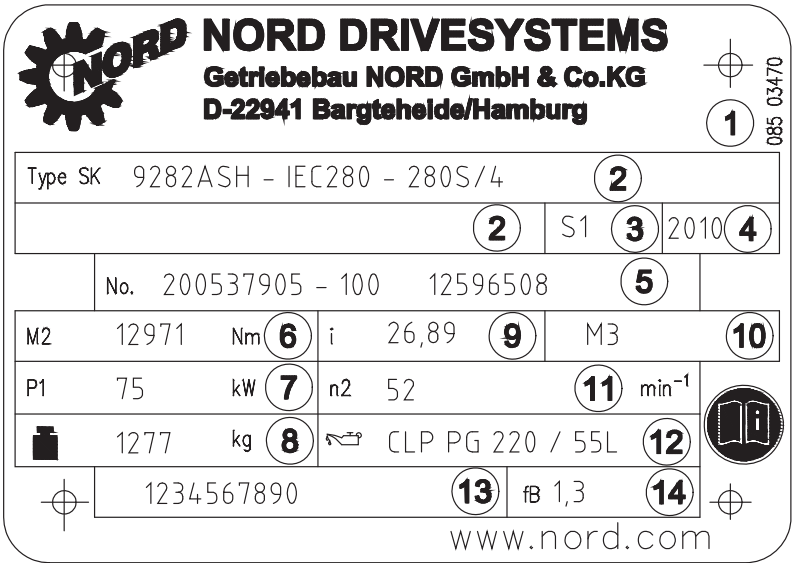 NORD NORD DRIVESYSTEMS
Getriebebau NORD GmbH & Co.KG
D-22941 Bargteheide/Hamburg
1 085 03470
Type SK 9282ASH - IEC280 - 280S/4 2
2 S1 3 2010 4
No. 200537905 - 100 12596508 5
M2 12971 Nm 6 i 26,89 9 M3 10
P1 75 kW 7 n2 52 11 min⁻¹
1277 kg 8 CLP PG 220 / 55L 12
1234567890 13 fB 1,3 14
www.nord.com